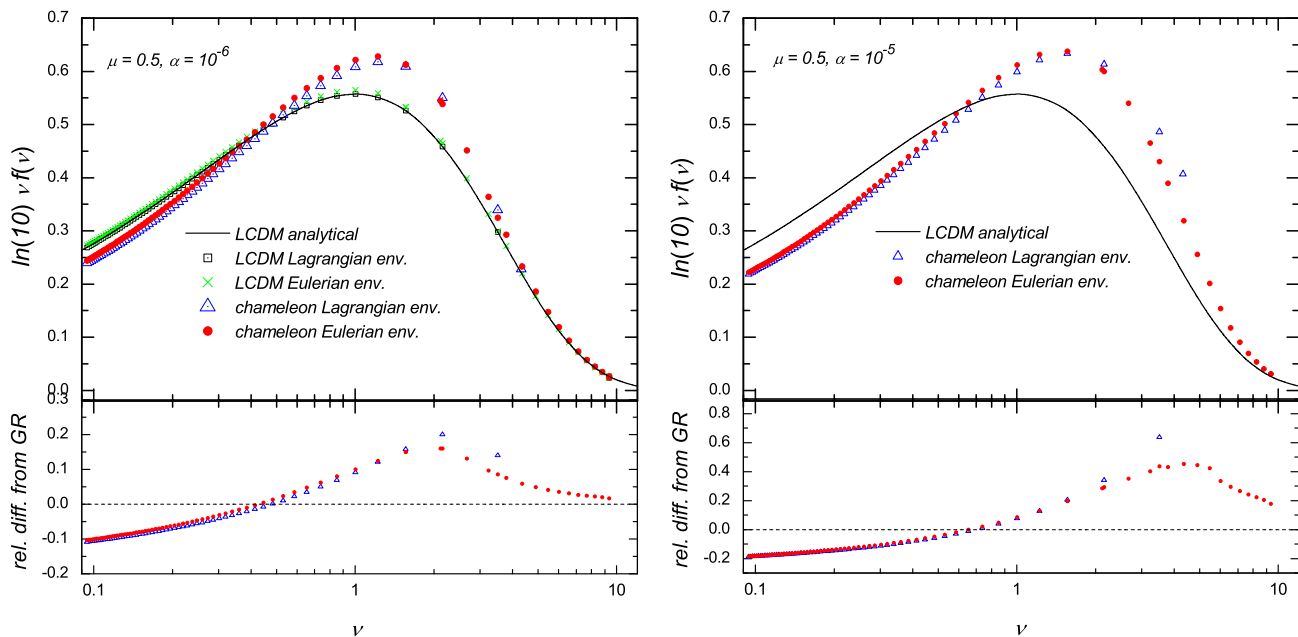 0.7
0.6
0.5
0.4
0.3
0.2
0.1
0.0
ln(10) ν f(ν)
μ = 0.5, α = 10^-6
LCDM analytical
LCDM Lagrangian env.
LCDM Eulerian env.
chameleon Lagrangian env.
chameleon Eulerian env.
0.3
0.2
0.1
0.0
-0.1
-0.2
rel. diff. from GR
0.1
1
10
ν
0.7
0.6
0.5
0.4
0.3
0.2
0.1
0.0
ln(10) ν f(ν)
μ = 0.5, α = 10^-5
LCDM analytical
chameleon Lagrangian env.
chameleon Eulerian env.
0.8
0.6
0.4
0.2
0.0
-0.2
rel. diff. from GR
0.1
1
10
ν